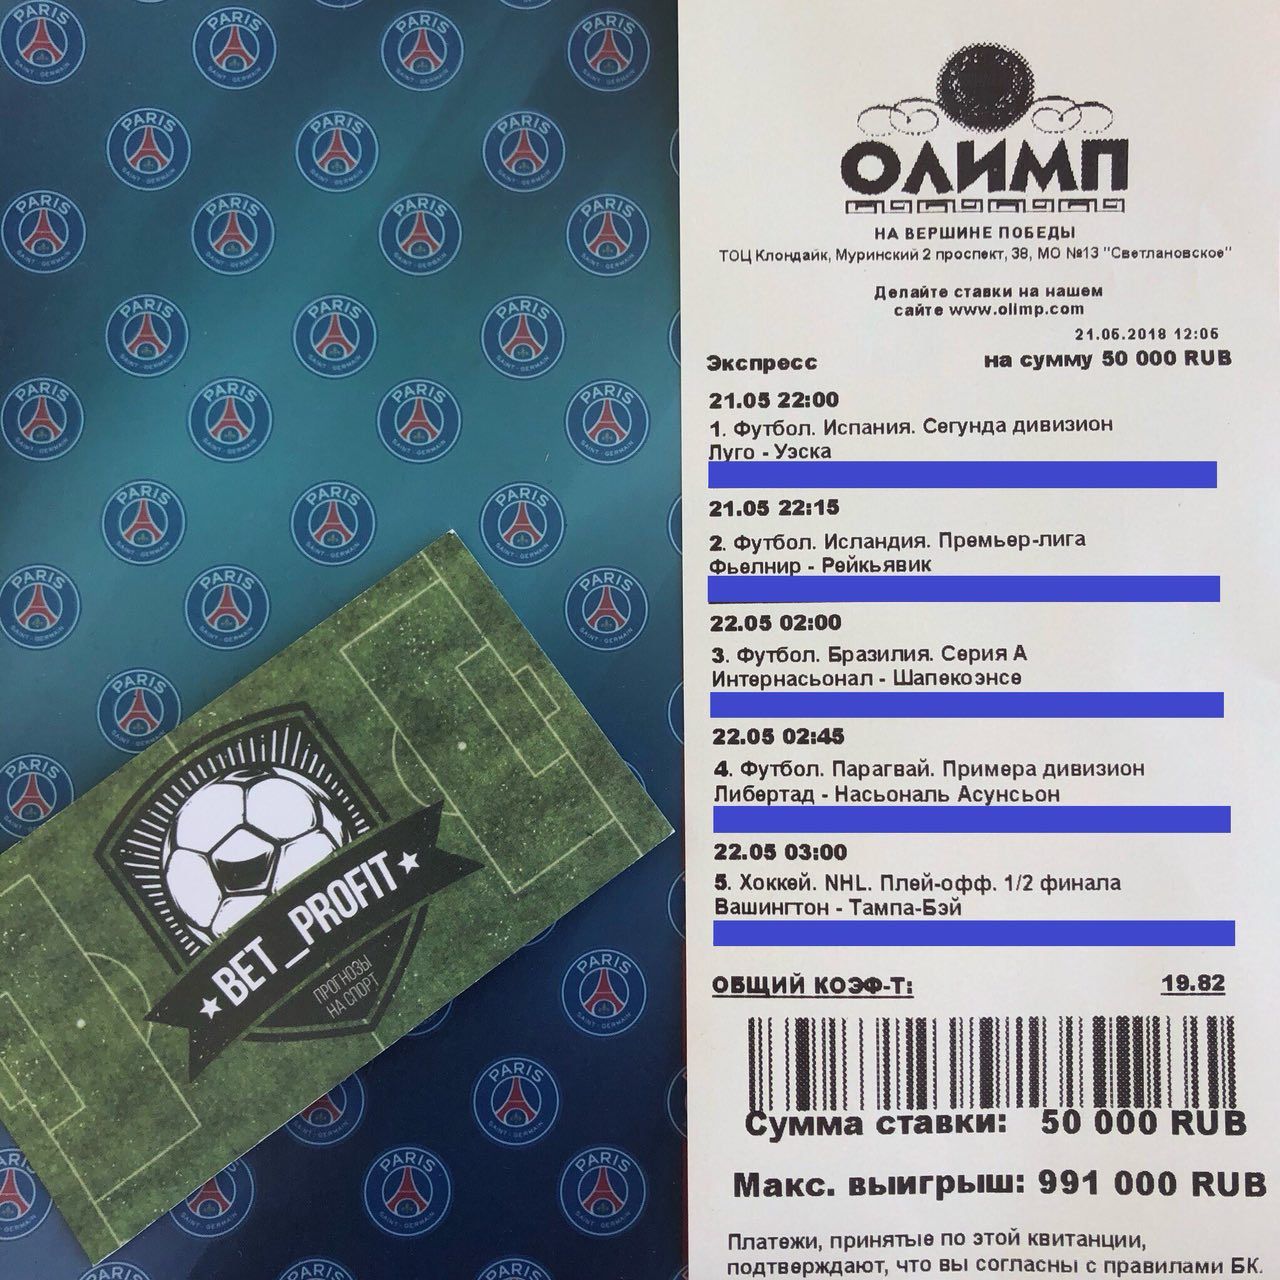 PARIS
SAINT-GERMAIN
BET_PROFIT
ПРОГНОЗЫ
НА СПОРТ
ОЛИМП
НА ВЕРШИНЕ ПОБЕДЫ
ТОЦ Клондайк, Муринский 2 проспект, 38, МО №13 "Светлановское"
Делайте ставки на нашем
сайте www.olimp.com
21.05.2018 12:05
Экспресс на сумму 50 000 RUB
21.05 22:00
1. Футбол. Испания. Сегунда дивизион
Луго - Уэска
21.05 22:15
2. Футбол. Исландия. Премьер-лига
Фьелнир - Рейкьявик
22.05 02:00
3. Футбол. Бразилия. Серия А
Интернасьонал - Шапекоэнсе
22.05 02:45
4. Футбол. Парагвай. Примера дивизион
Либертад - Насьональ Асунсьон
22.05 03:00
5. Хоккей. NHL. Плей-офф. 1/2 финала
Вашингтон - Тампа-Бэй
ОБЩИЙ КОЭФ-Т: 19.82
Сумма ставки: 50 000 RUB
Макс. выигрыш: 991 000 RUB
Платежи, принятые по этой квитанции,
подтверждают, что вы согласны с правилами БК.